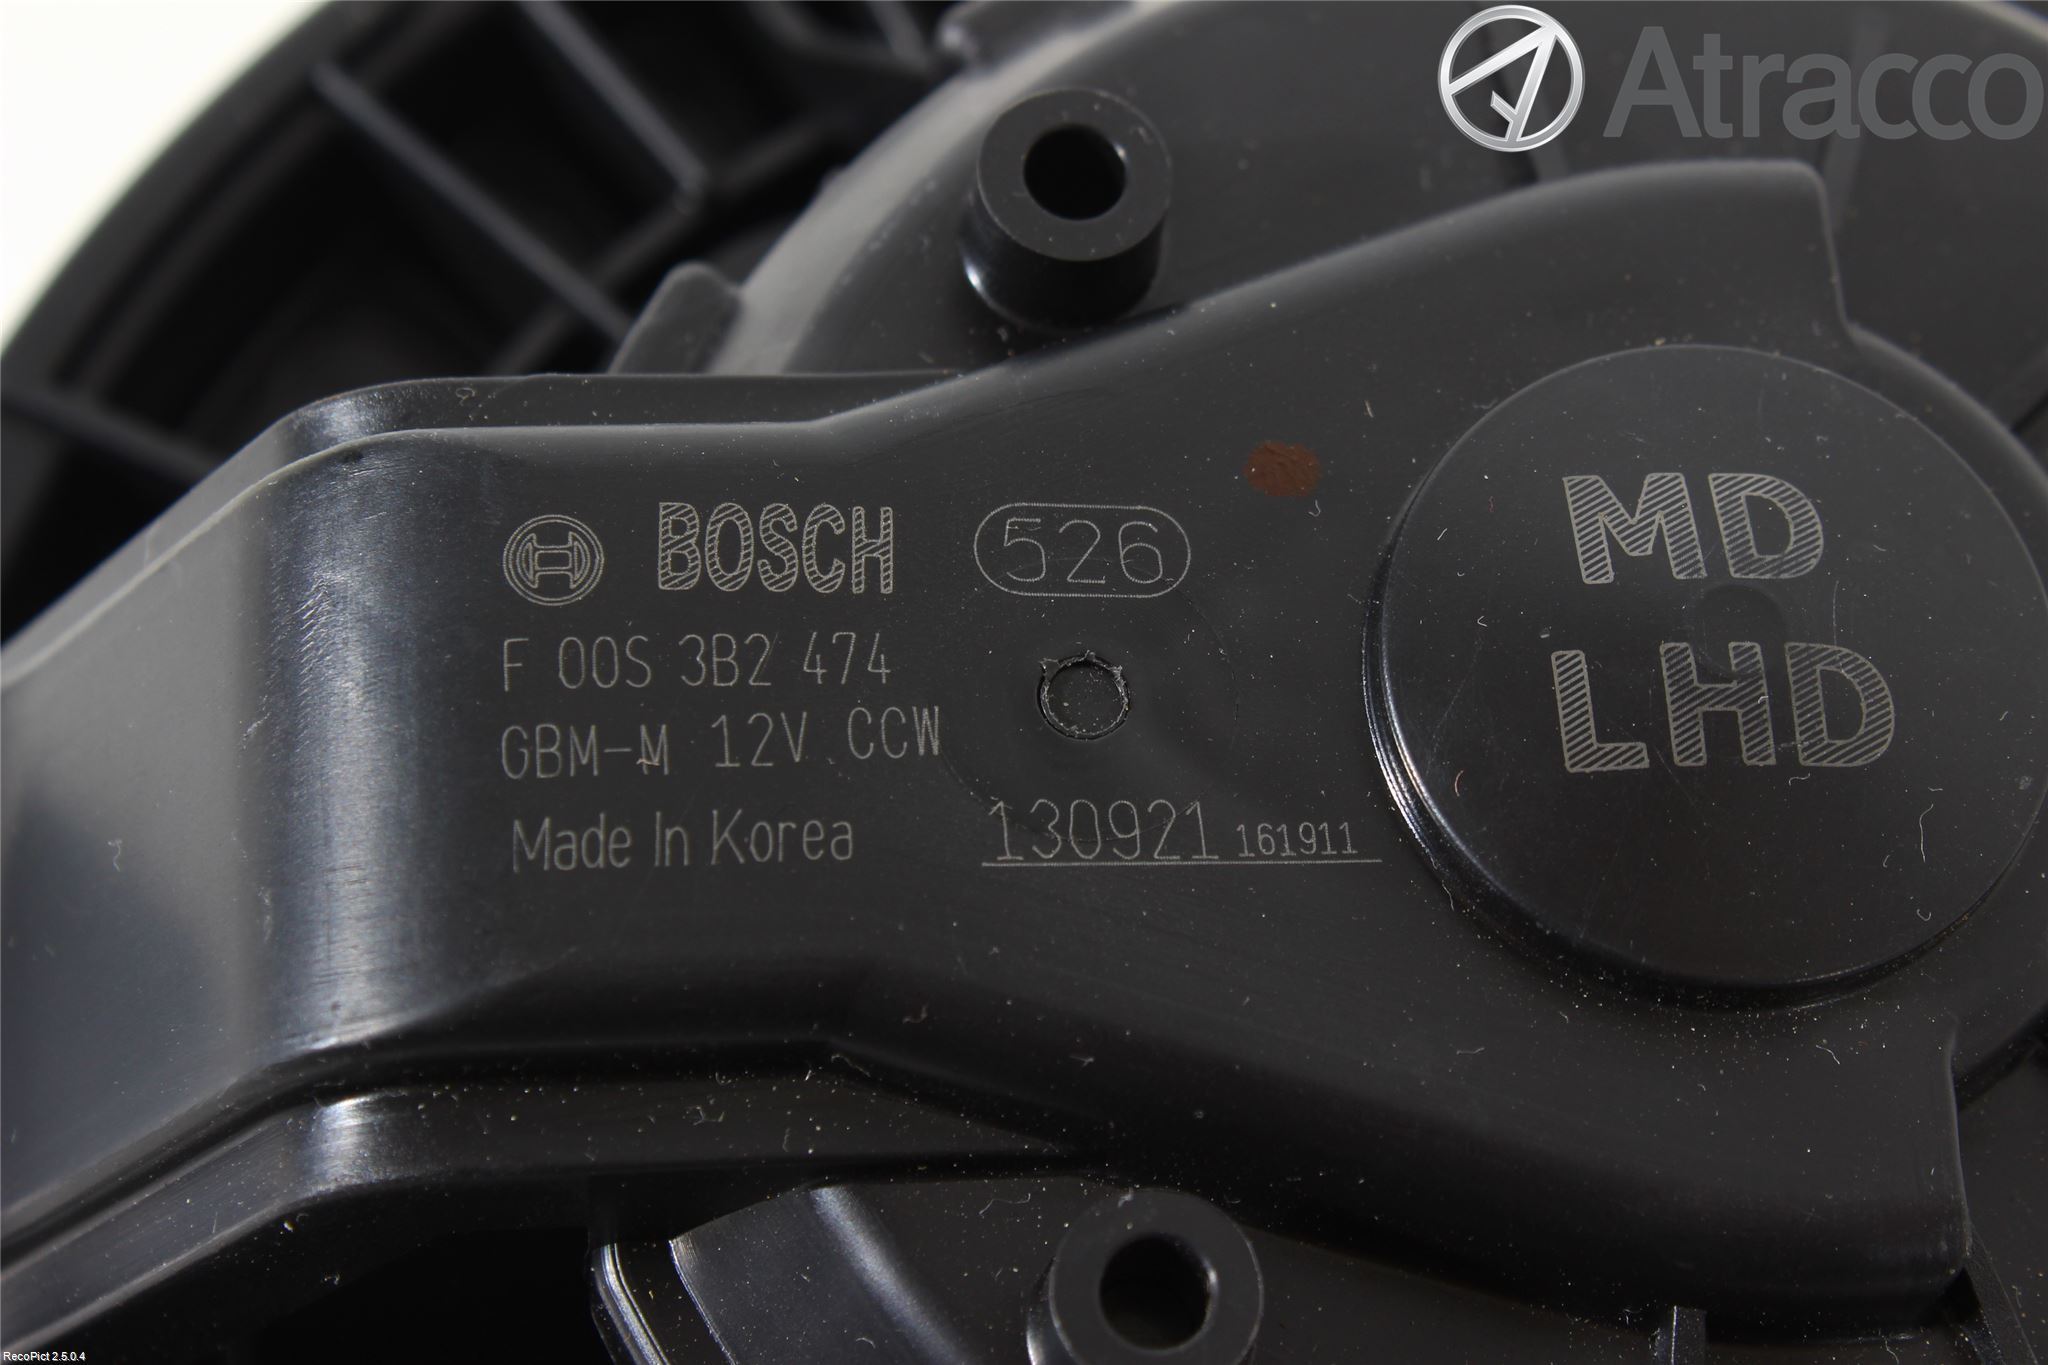 Atracco
BOSCH 526
F 00S 3B2 474
GBM-M 12V CCW
Made In Korea
130921 161911
MD
LHD
RecoPict 2.5.0.4